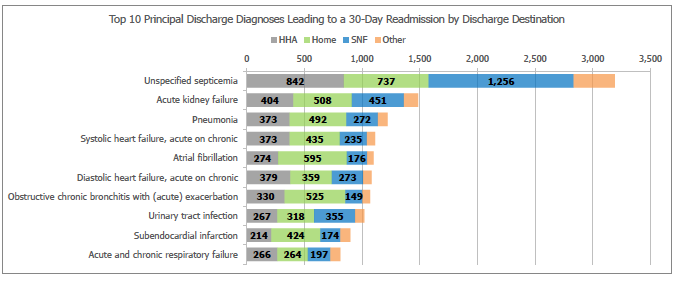 Top 10 Principal Discharge Diagnoses Leading to a 30-Day Readmission by Discharge Destination
HHA Home SNF Other
0 500 1,000 1,500 2,000 2,500 3,000 3,500
Unspecified septicemia 842 737 1,256
Acute kidney failure 404 508 451
Pneumonia 373 492 272
Systolic heart failure, acute on chronic 373 435 235
Atrial fibrillation 274 595 176
Diastolic heart failure, acute on chronic 379 359 273
Obstructive chronic bronchitis with (acute) exacerbation 330 525 149
Urinary tract infection 267 318 355
Subendocardial infarction 214 424 174
Acute and chronic respiratory failure 266 264 197